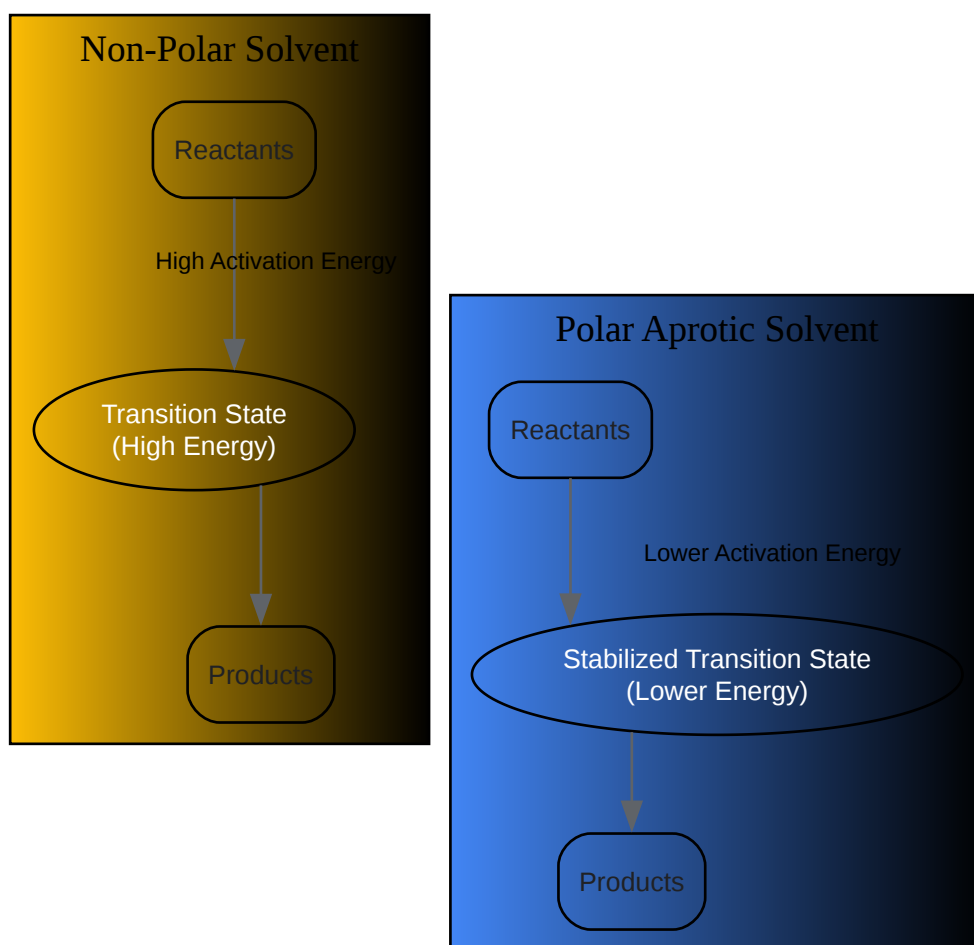 Non-Polar Solvent
Reactants
High Activation Energy
Transition State
(High Energy)
Products
Polar Aprotic Solvent
Reactants
Lower Activation Energy
Stabilized Transition State
(Lower Energy)
Products